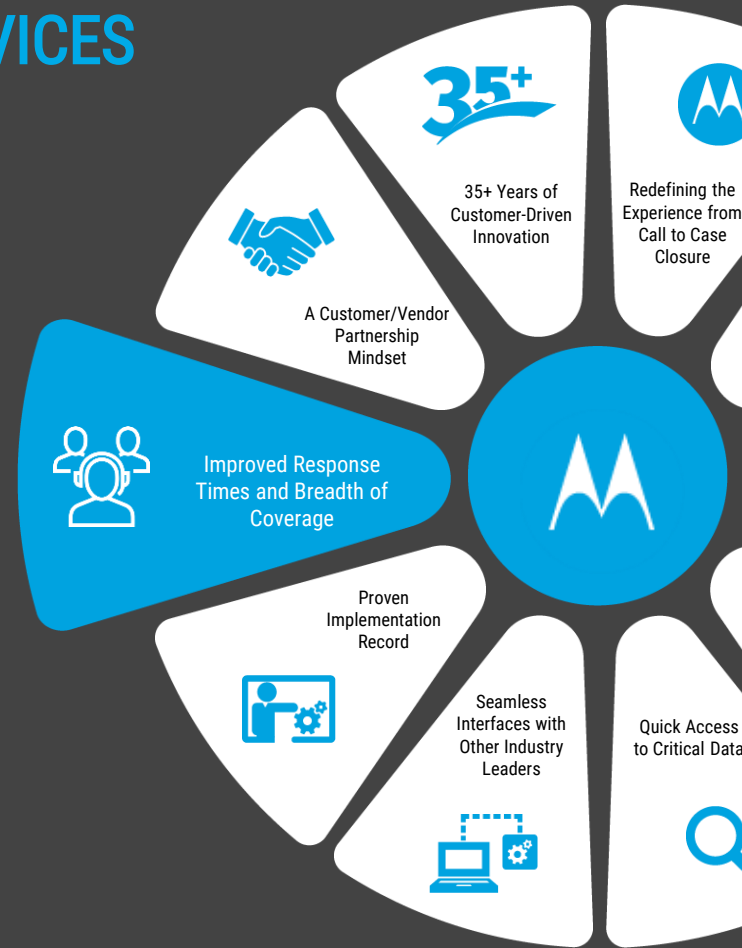 VICES
35+
35+ Years of
Customer-Driven
Innovation
Redefining the
Experience from
Call to Case
Closure
A Customer/Vendor
Partnership
Mindset
Improved Response
Times and Breadth of
Coverage
Proven
Implementation
Record
Seamless
Interfaces with
Other Industry
Leaders
Quick Access
to Critical Data